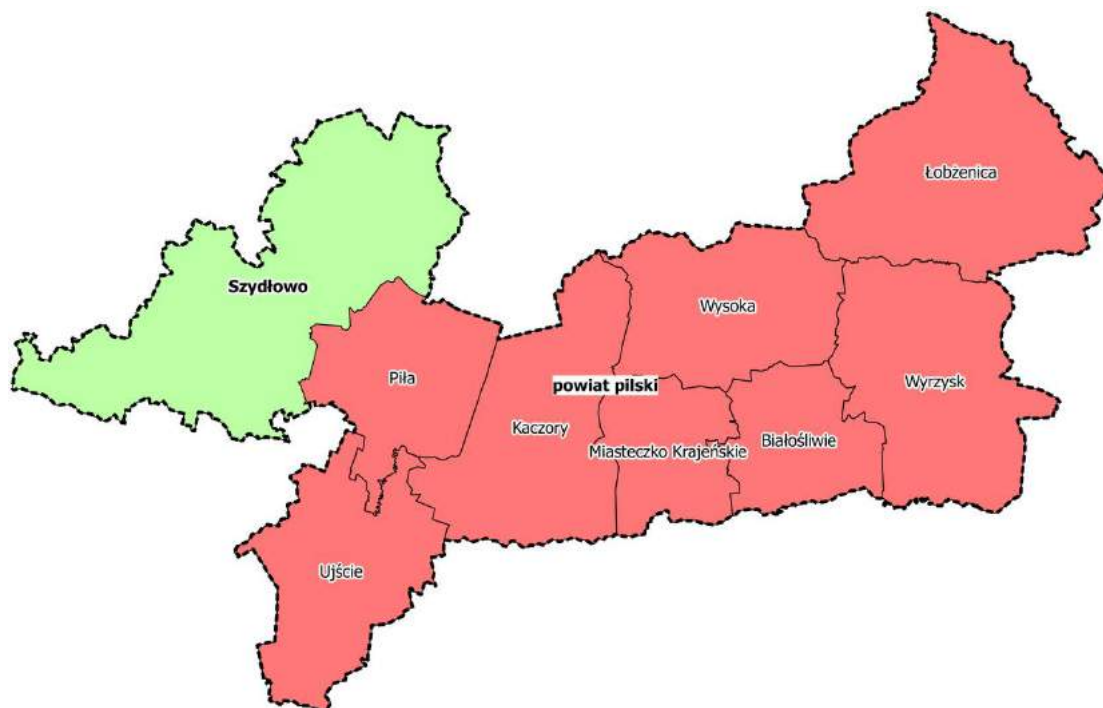 Łobżenica
Szydłowo
Wysoka
Piła
powiat pilski
Wyrzysk
Kaczory
Białośliwie
Miasteczko Krajeńskie
Ujście